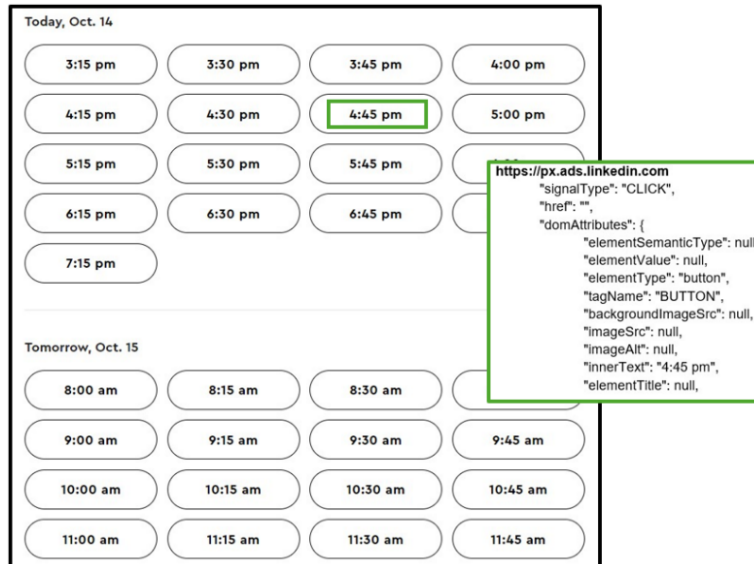 Today, Oct. 14
3:15 pm 3:30 pm 3:45 pm 4:00 pm
4:15 pm 4:30 pm 4:45 pm 5:00 pm
5:15 pm 5:30 pm 5:45 pm
6:15 pm 6:30 pm 6:45 pm
7:15 pm
https://px.ads.linkedin.com
"signalType": "CLICK",
"href": "",
"domAttributes": {
"elementSemanticType": null
"elementValue": null,
"elementType": "button",
"tagName": "BUTTON",
"backgroundImageSrc": null,
"imageSrc": null,
"imageAlt": null,
"innerText": "4:45 pm",
"elementTitle": null,
Tomorrow, Oct. 15
8:00 am 8:15 am 8:30 am
9:00 am 9:15 am 9:30 am 9:45 am
10:00 am 10:15 am 10:30 am 10:45 am
11:00 am 11:15 am 11:30 am 11:45 am